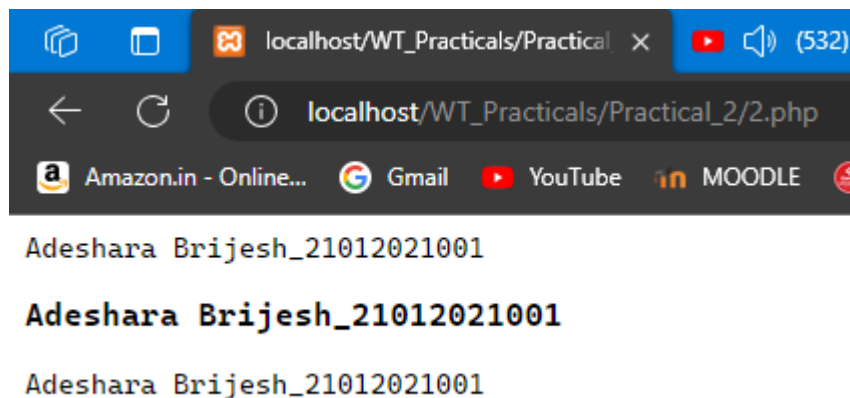 localhost/WT_Practicals/Practical (532)
localhost/WT_Practicals/Practical_2/2.php
a Amazon.in - Online... G Gmail YouTube MOODLE
Adeshara Brijesh_21012021001
Adeshara Brijesh_21012021001
Adeshara Brijesh_21012021001